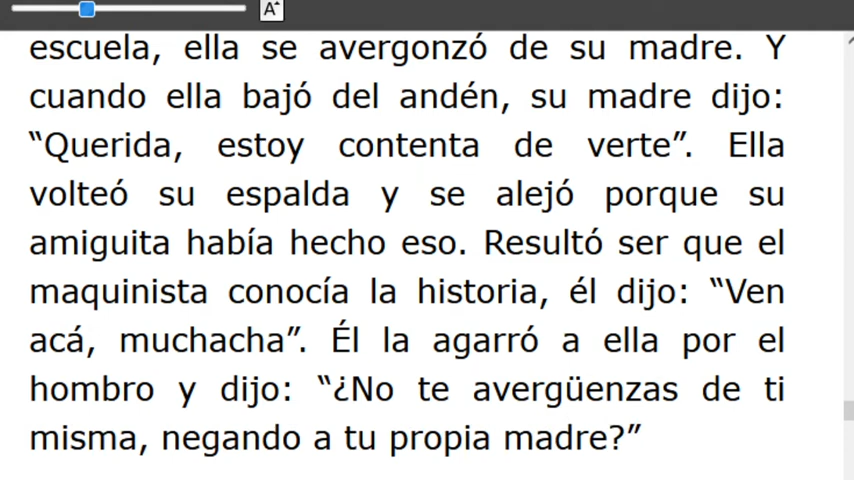 A
escuela, ella se avergonzó de su madre. Y
cuando ella bajó del andén, su madre dijo:
“Querida, estoy contenta de verte”. Ella
volteó su espalda y se alejó porque su
amiguita había hecho eso. Resultó ser que el
maquinista conocía la historia, él dijo: “Ven
acá, muchacha”. Él la agarró a ella por el
hombro y dijo: “¿No te avergüenzas de ti
misma, negando a tu propia madre?”